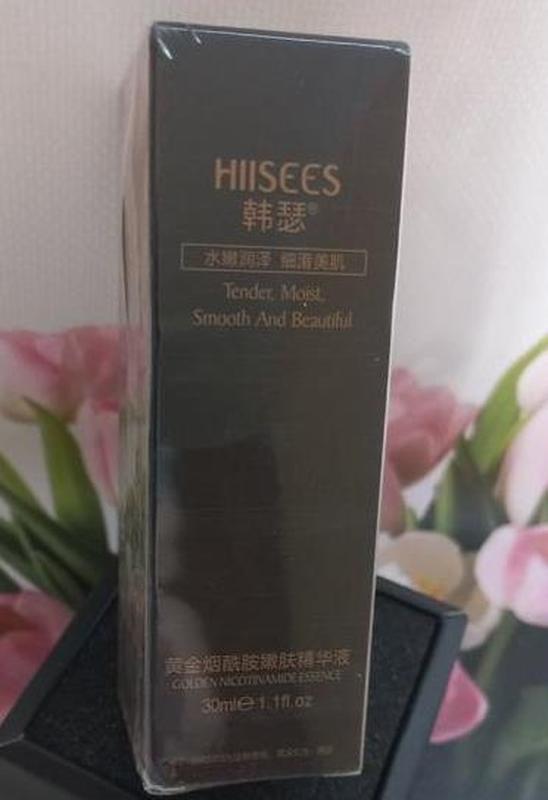 HIISEES
韩瑟®
水嫩润泽 细滑美肌
Tender, Moist,
Smooth And Beautiful
黄金烟酰胺嫩肤精华液
GOLDEN NICOTINAMIDE ESSENCE
30ml℮1.1fl.oz